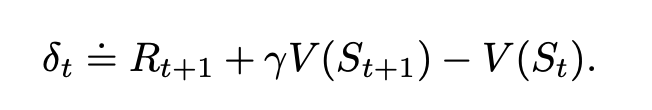 δₜ ≐ Rₜ₊₁ + γV(Sₜ₊₁) − V(Sₜ).